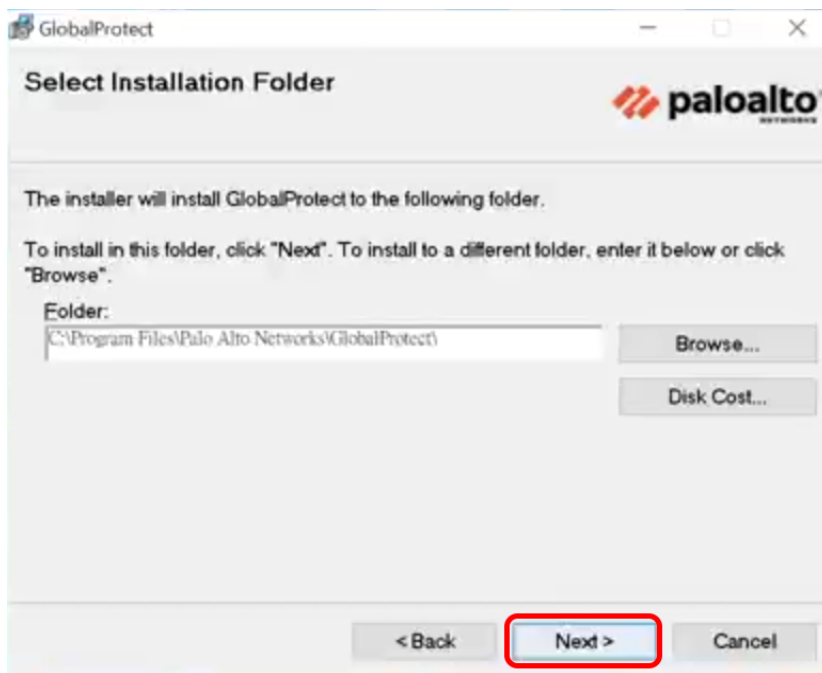 GlobalProtect
Select Installation Folder
paloalto
NETWORKS
The installer will install GlobalProtect to the following folder.
To install in this folder, click "Next". To install to a different folder, enter it below or click
"Browse".
Folder:
C:\Program Files\Palo Alto Networks\GlobalProtect\
Browse...
Disk Cost...
< Back
Next >
Cancel